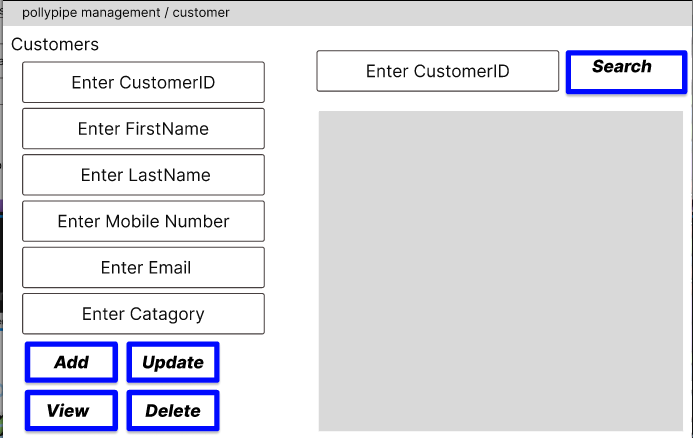 pollypipe management / customer
Customers
Enter CustomerID
Enter FirstName
Enter LastName
Enter Mobile Number
Enter Email
Enter Catagory
Add Update
View Delete
Enter CustomerID Search